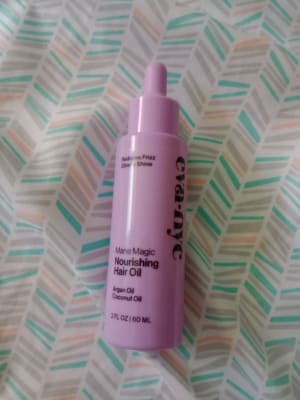 Reduces Frizz
Glossy Shine
eva·nyc
Mane Magic
Nourishing
Hair Oil
Argan Oil
Coconut Oil
2 FL OZ | 60 ML